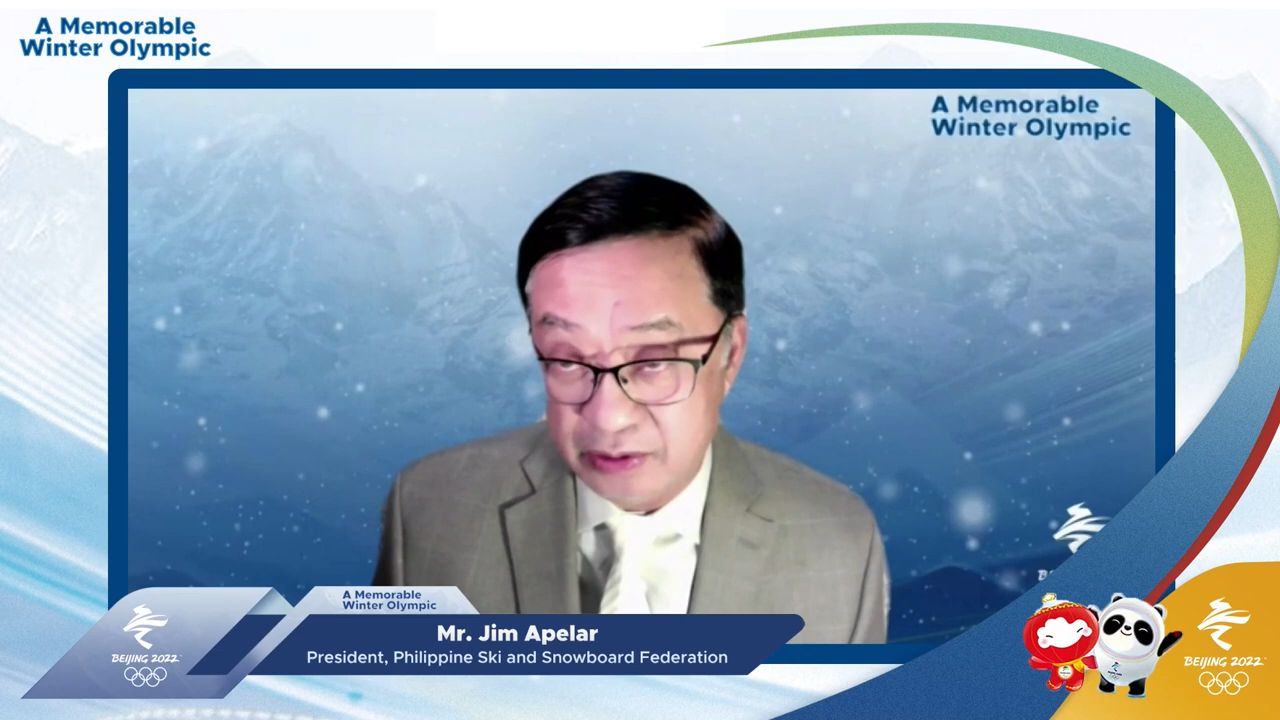 A Memorable
Winter Olympic
A Memorable
Winter Olympic
A Memorable
Winter Olympic
Mr. Jim Apelar
President, Philippine Ski and Snowboard Federation
BEIJING 2022
BEIJING 2022